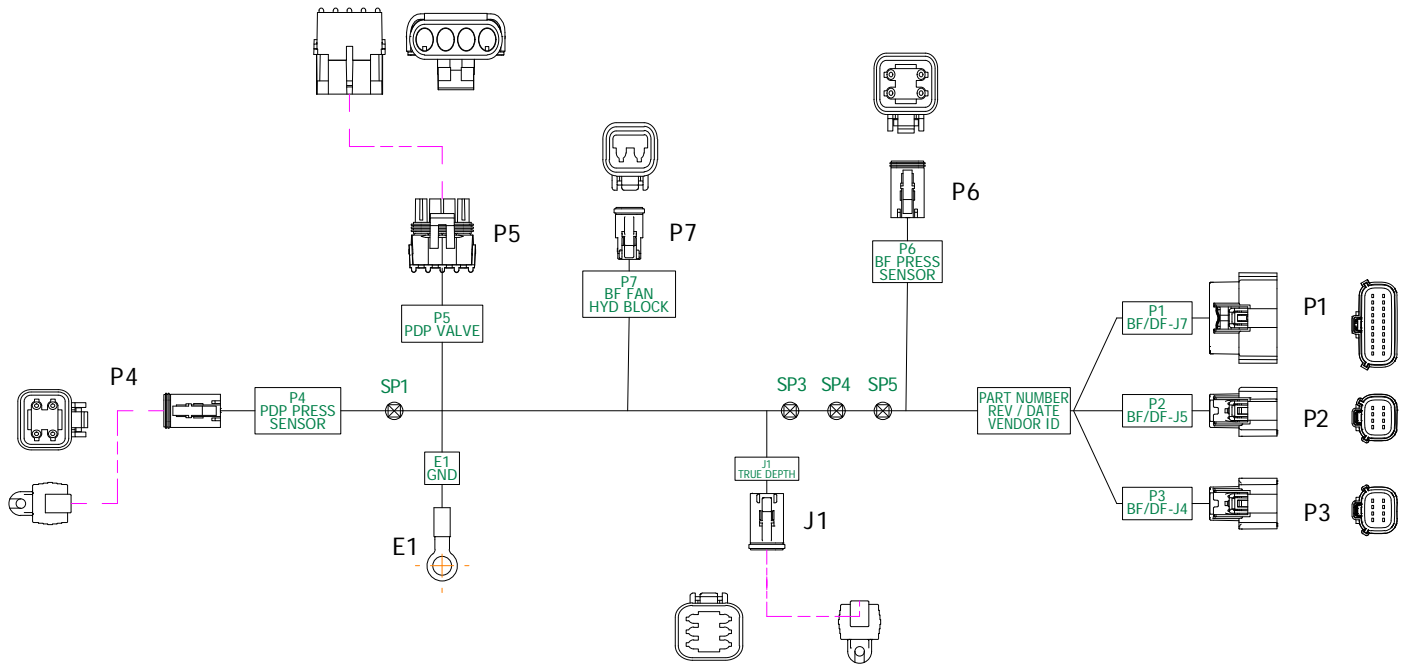 P5
P7
P6
P6
BF PRESS
SENSOR
P7
BF FAN
HYD BLOCK
P5
PDP VALVE
P1
BF/DF-J7
P1
P4
P4
PDP PRESS
SENSOR
SP1
SP3
SP4
SP5
PART NUMBER
REV / DATE
VENDOR ID
P2
BF/DF-J5
P2
E1
GND
J1
TRUE DEPTH
P3
BF/DF-J4
P3
E1
J1